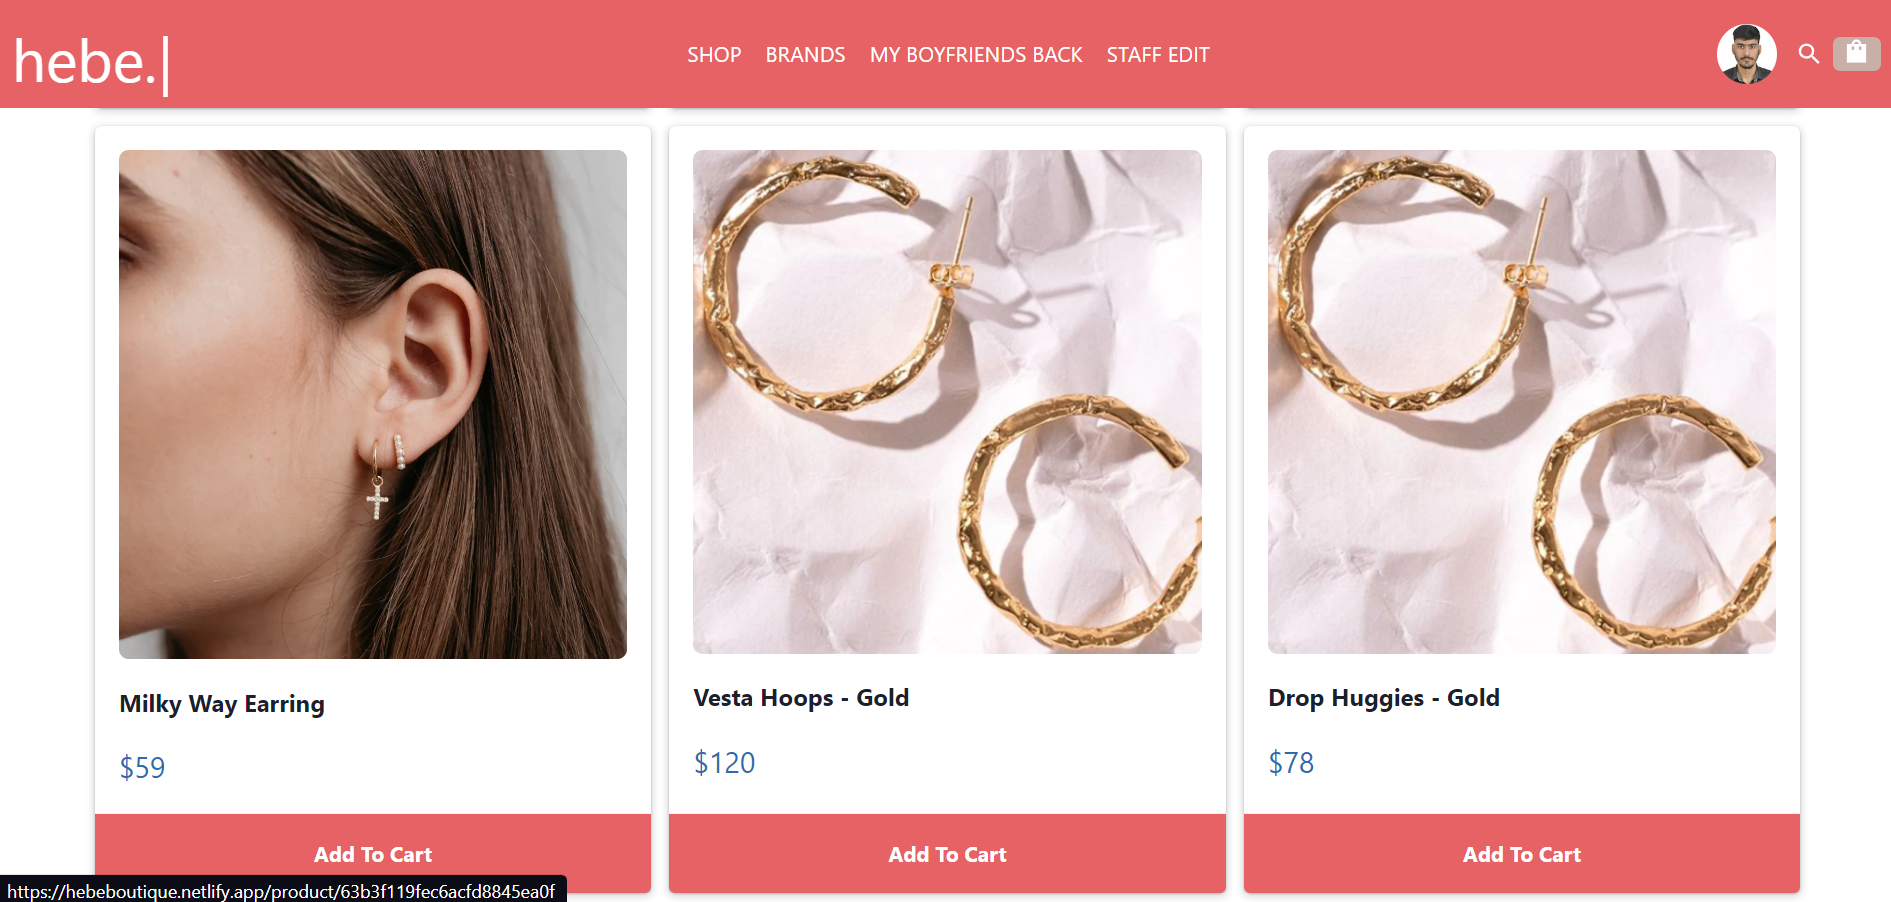 hebe.|
SHOP BRANDS MY BOYFRIENDS BACK STAFF EDIT
Milky Way Earring
$59
Add To Cart
Vesta Hoops - Gold
$120
Add To Cart
Drop Huggies - Gold
$78
Add To Cart
https://hebeboutique.netlify.app/product/63b3f119fec6acfd8845ea0f